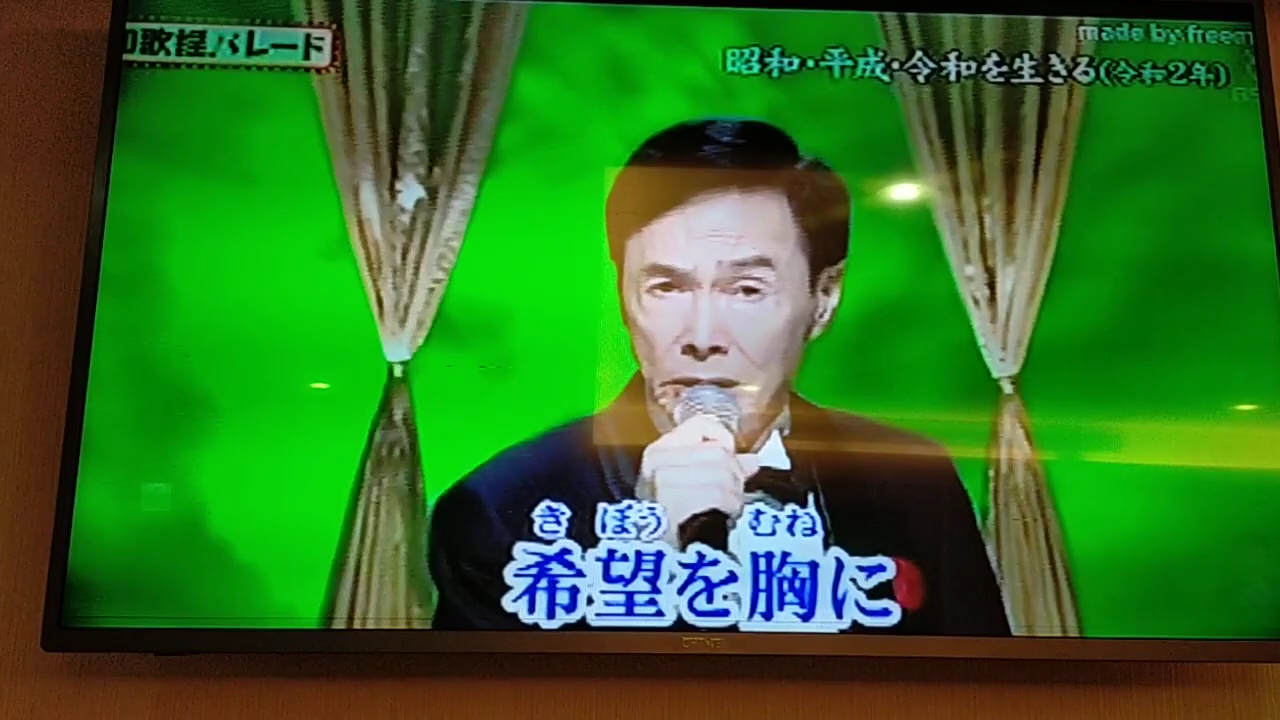 歌謡パレード
made by freem
昭和・平成・令和を生きる(令和2年)
き ぼう むね
希望を胸に